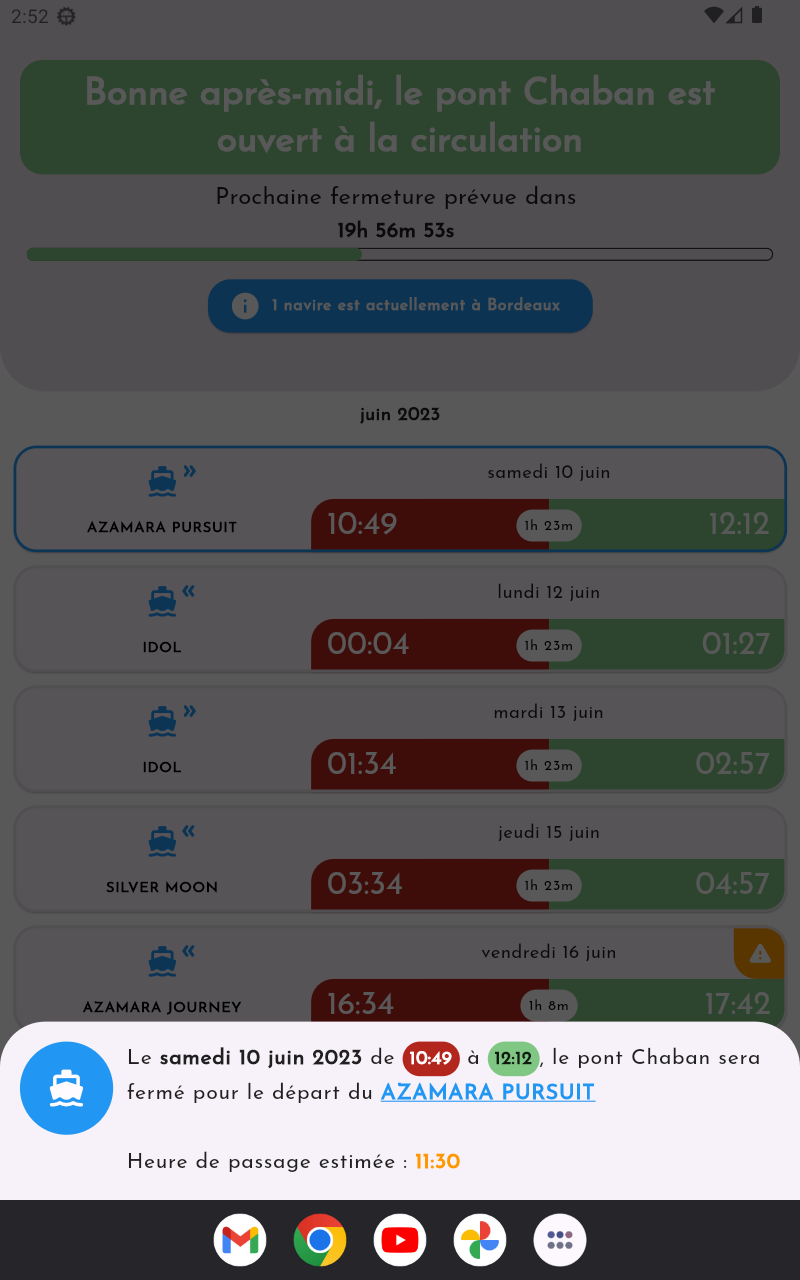 2:52
Bonne après-midi, le pont Chaban est
ouvert à la circulation
Prochaine fermeture prévue dans
19h 56m 53s
1 navire est actuellement à Bordeaux
juin 2023
samedi 10 juin
AZAMARA PURSUIT
10:49 1h 23m 12:12
lundi 12 juin
IDOL
00:04 1h 23m 01:27
mardi 13 juin
IDOL
01:34 1h 23m 02:57
jeudi 15 juin
SILVER MOON
03:34 1h 23m 04:57
vendredi 16 juin
AZAMARA JOURNEY
16:34 1h 8m 17:42
Le samedi 10 juin 2023 de 10:49 à 12:12, le pont Chaban sera
fermé pour le départ du AZAMARA PURSUIT
Heure de passage estimée : 11:30